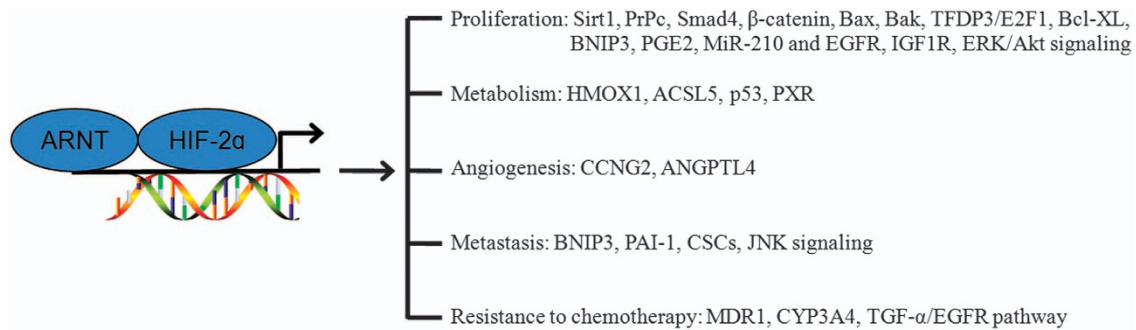 Proliferation: Sirt1, PrPc, Smad4, β-catenin, Bax, Bak, TFDP3/E2F1, Bcl-XL,
BNIP3, PGE2, MiR-210 and EGFR, IGF1R, ERK/Akt signaling
Metabolism: HMOX1, ACSL5, p53, PXR
ARNT
HIF-2α
Angiogenesis: CCNG2, ANGPTL4
Metastasis: BNIP3, PAI-1, CSCs, JNK signaling
Resistance to chemotherapy: MDR1, CYP3A4, TGF-α/EGFR pathway